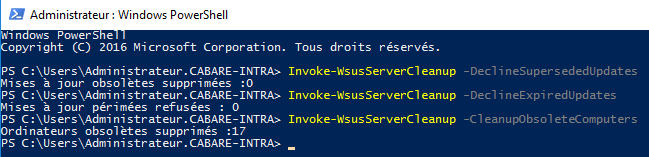 Administrateur : Windows PowerShell
Windows PowerShell
Copyright (C) 2016 Microsoft Corporation. Tous droits réservés.
PS C:\Users\Administrateur.CABARE-INTRA> Invoke-WsusServerCleanup -DeclineSupersededUpdates
Mises à jour obsolètes supprimées :0
PS C:\Users\Administrateur.CABARE-INTRA> Invoke-WsusServerCleanup -DeclineExpiredUpdates
Mises à jour périmées refusées : 0
PS C:\Users\Administrateur.CABARE-INTRA> Invoke-WsusServerCleanup -CleanupObsoleteComputers
Ordinateurs obsolètes supprimés :17
PS C:\Users\Administrateur.CABARE-INTRA>